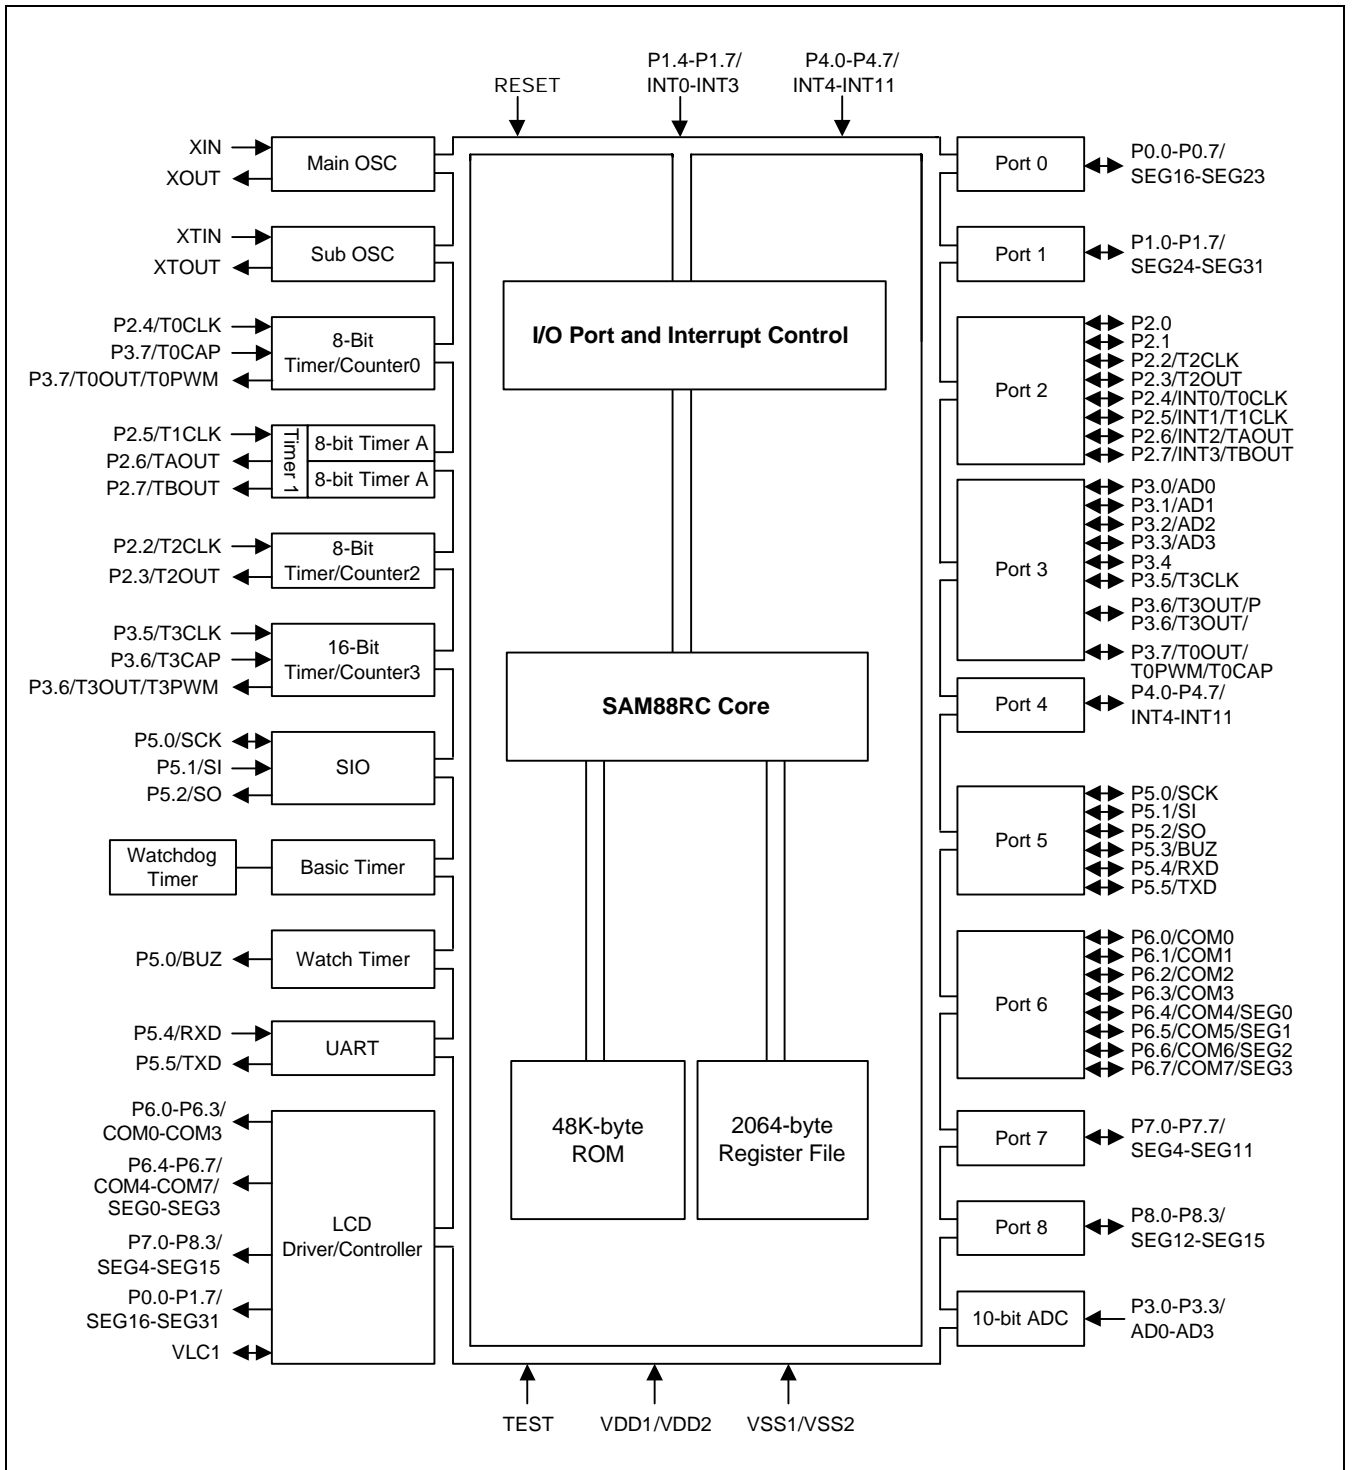 RESET
P1.4-P1.7/
INT0-INT3
P4.0-P4.7/
INT4-INT11
XIN
XOUT
Main OSC
XTIN
XTOUT
Sub OSC
P2.4/T0CLK
P3.7/T0CAP
P3.7/T0OUT/T0PWM
8-Bit
Timer/Counter0
P2.5/T1CLK
P2.6/TAOUT
P2.7/TBOUT
Timer 1
8-bit Timer A
8-bit Timer A
P2.2/T2CLK
P2.3/T2OUT
8-Bit
Timer/Counter2
P3.5/T3CLK
P3.6/T3CAP
P3.6/T3OUT/T3PWM
16-Bit
Timer/Counter3
P5.0/SCK
P5.1/SI
P5.2/SO
SIO
Watchdog
Timer
Basic Timer
P5.0/BUZ
Watch Timer
P5.4/RXD
P5.5/TXD
UART
P6.0-P6.3/
COM0-COM3
P6.4-P6.7/
COM4-COM7/
SEG0-SEG3
P7.0-P8.3/
SEG4-SEG15
P0.0-P1.7/
SEG16-SEG31
VLC1
LCD
Driver/Controller
I/O Port and Interrupt Control
SAM88RC Core
48K-byte
ROM
2064-byte
Register File
Port 0
P0.0-P0.7/
SEG16-SEG23
Port 1
P1.0-P1.7/
SEG24-SEG31
Port 2
P2.0
P2.1
P2.2/T2CLK
P2.3/T2OUT
P2.4/INT0/T0CLK
P2.5/INT1/T1CLK
P2.6/INT2/TAOUT
P2.7/INT3/TBOUT
Port 3
P3.0/AD0
P3.1/AD1
P3.2/AD2
P3.3/AD3
P3.4
P3.5/T3CLK
P3.6/T3OUT/P
P3.6/T3OUT/
P3.7/T0OUT/
T0PWM/T0CAP
Port 4
P4.0-P4.7/
INT4-INT11
Port 5
P5.0/SCK
P5.1/SI
P5.2/SO
P5.3/BUZ
P5.4/RXD
P5.5/TXD
Port 6
P6.0/COM0
P6.1/COM1
P6.2/COM2
P6.3/COM3
P6.4/COM4/SEG0
P6.5/COM5/SEG1
P6.6/COM6/SEG2
P6.7/COM7/SEG3
Port 7
P7.0-P7.7/
SEG4-SEG11
Port 8
P8.0-P8.3/
SEG12-SEG15
10-bit ADC
P3.0-P3.3/
AD0-AD3
TEST
VDD1/VDD2
VSS1/VSS2